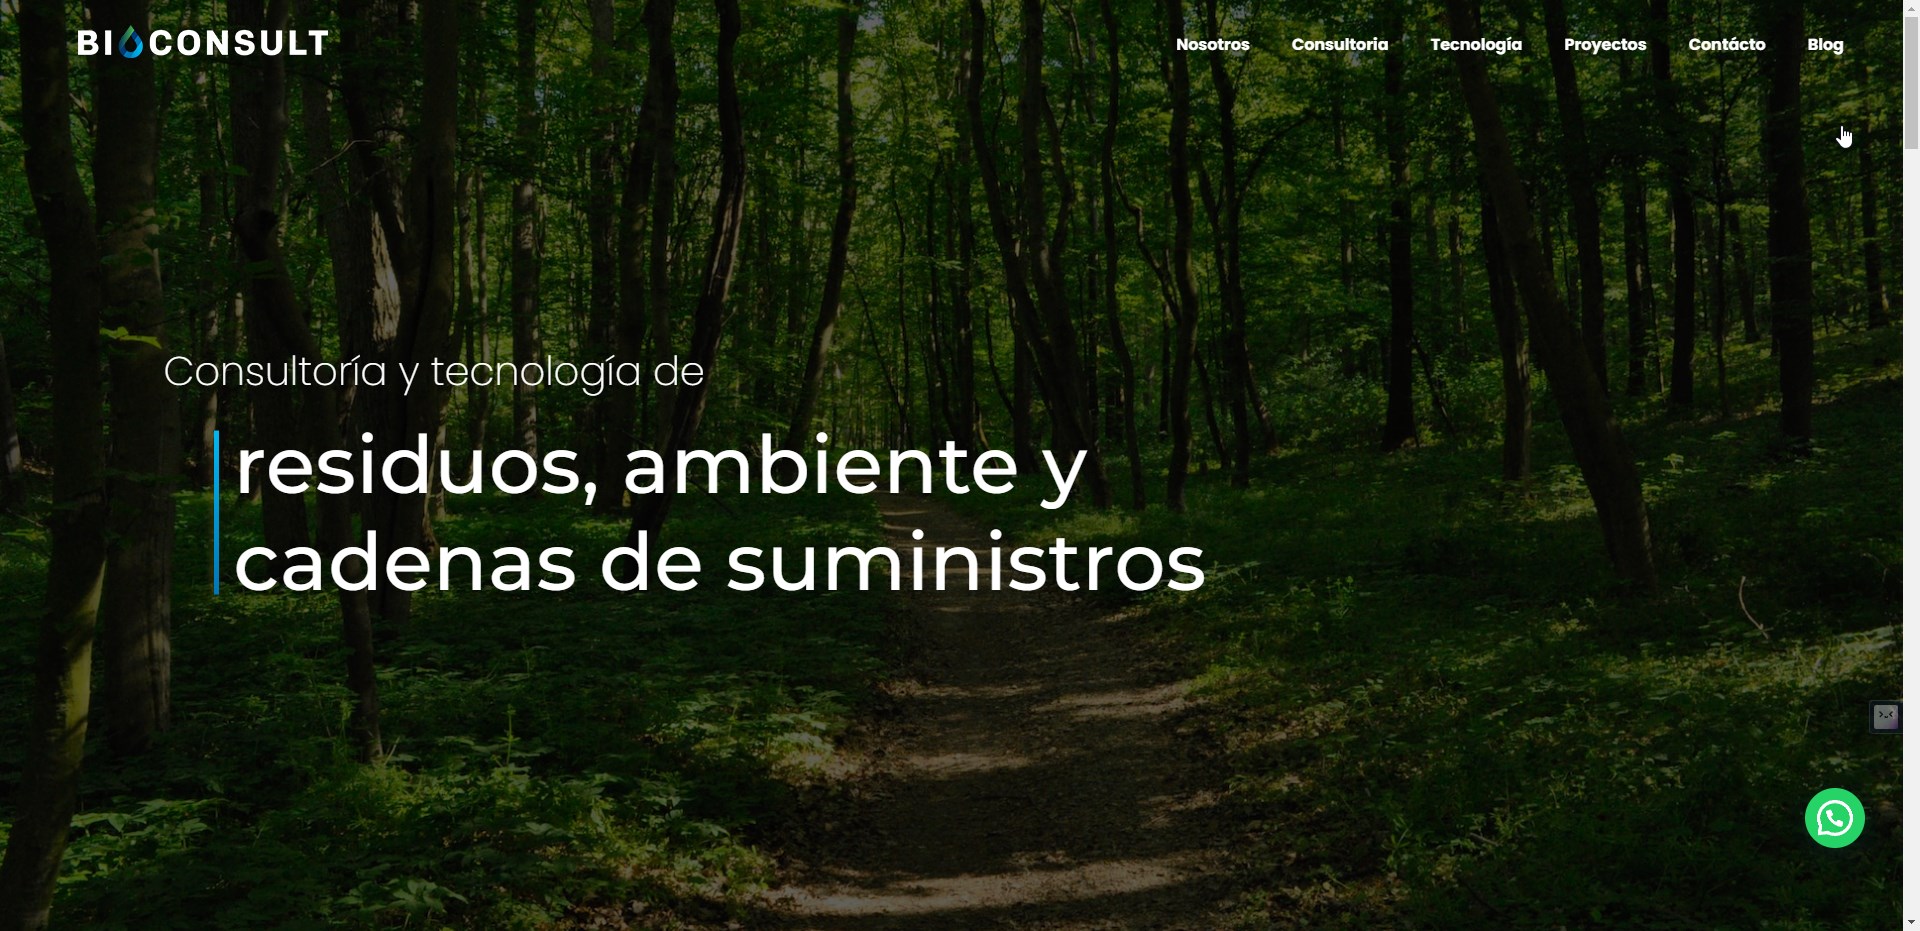 BIOCONSULT
Nosotros Consultoria Tecnología Proyectos Contácto Blog
Consultoría y tecnología de
residuos, ambiente y
cadenas de suministros